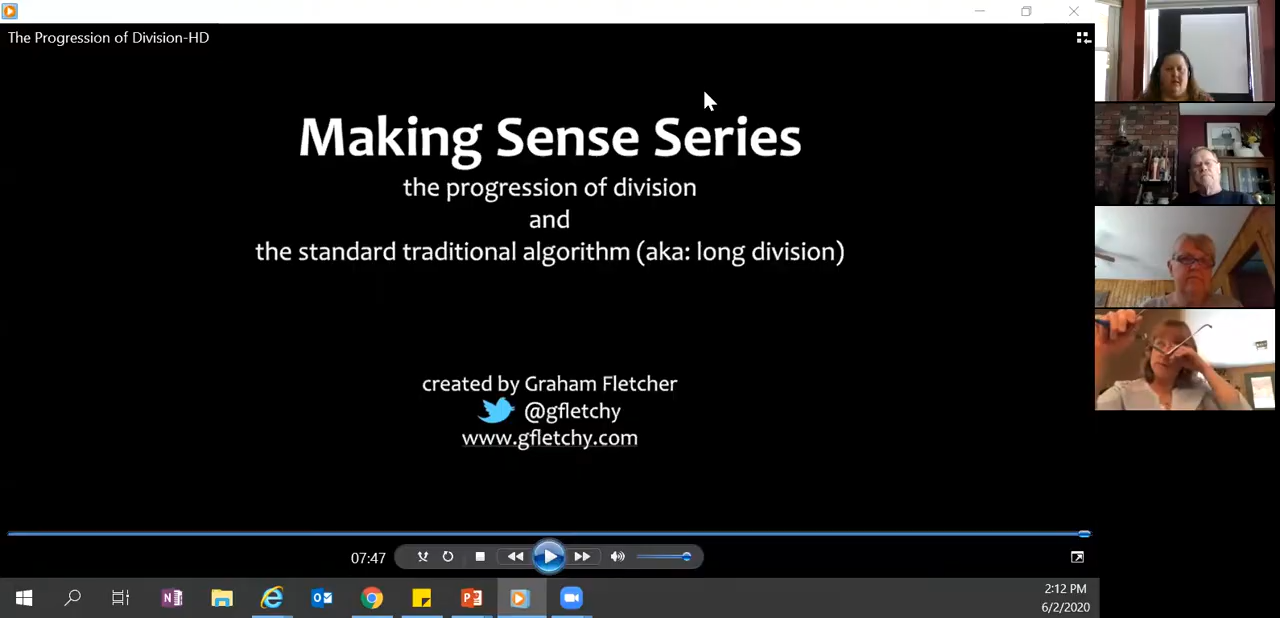 The Progression of Division-HD
Making Sense Series
the progression of division
and
the standard traditional algorithm (aka: long division)
created by Graham Fletcher
@gfletchy
www.gfletchy.com
07:47
2:12 PM
6/2/2020